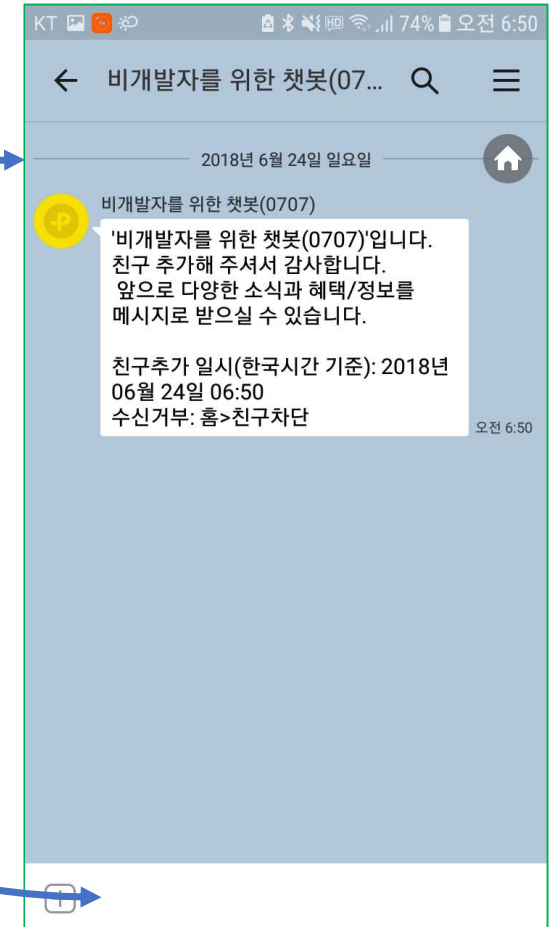 KT 74% 오전 6:50
비개발자를 위한 챗봇(07...
2018년 6월 24일 일요일
비개발자를 위한 챗봇(0707)
'비개발자를 위한 챗봇(0707)'입니다.
친구 추가해 주셔서 감사합니다.
앞으로 다양한 소식과 혜택/정보를
메시지로 받으실 수 있습니다.
친구추가 일시(한국시간 기준): 2018년
06월 24일 06:50
수신거부: 홈>친구차단
오전 6:50